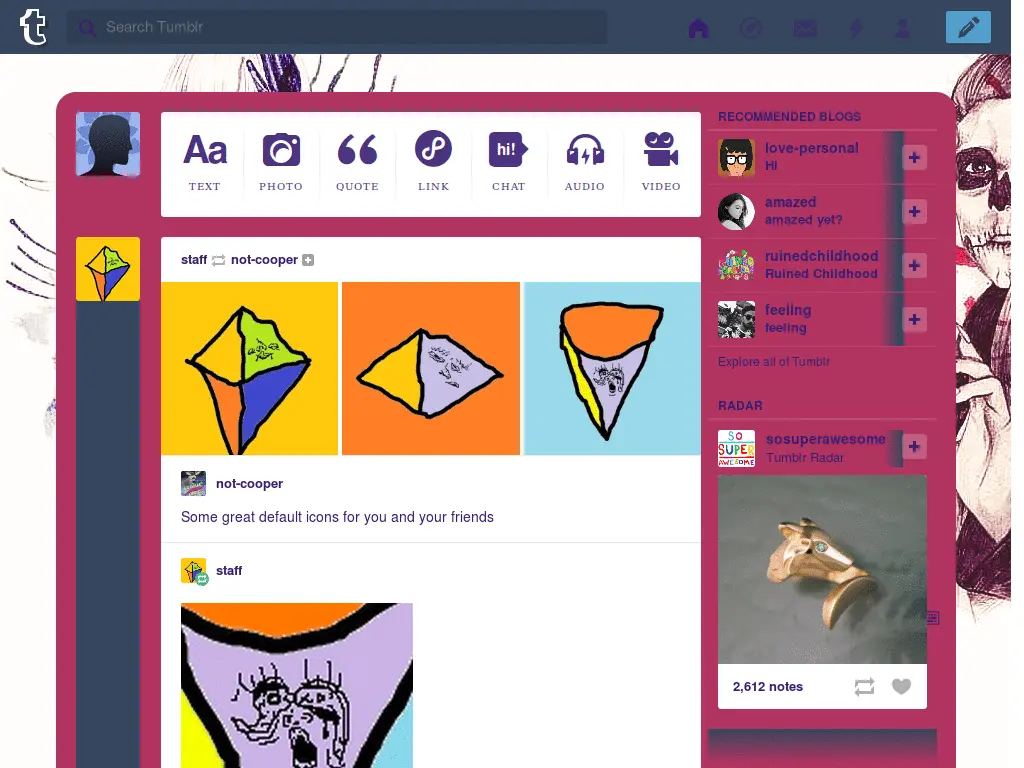 t
Search Tumblr
Aa
TEXT
PHOTO
QUOTE
LINK
hi!
CHAT
AUDIO
VIDEO
staff not-cooper
not-cooper
Some great default icons for you and your friends
staff
RECOMMENDED BLOGS
love-personal
Hi
amazed
amazed yet?
ruinedchildhood
Ruined Childhood
feeling
feeling
Explore all of Tumblr
RADAR
SO
SUPER
AWESOME
sosuperawesome
Tumblr Radar
2,612 notes